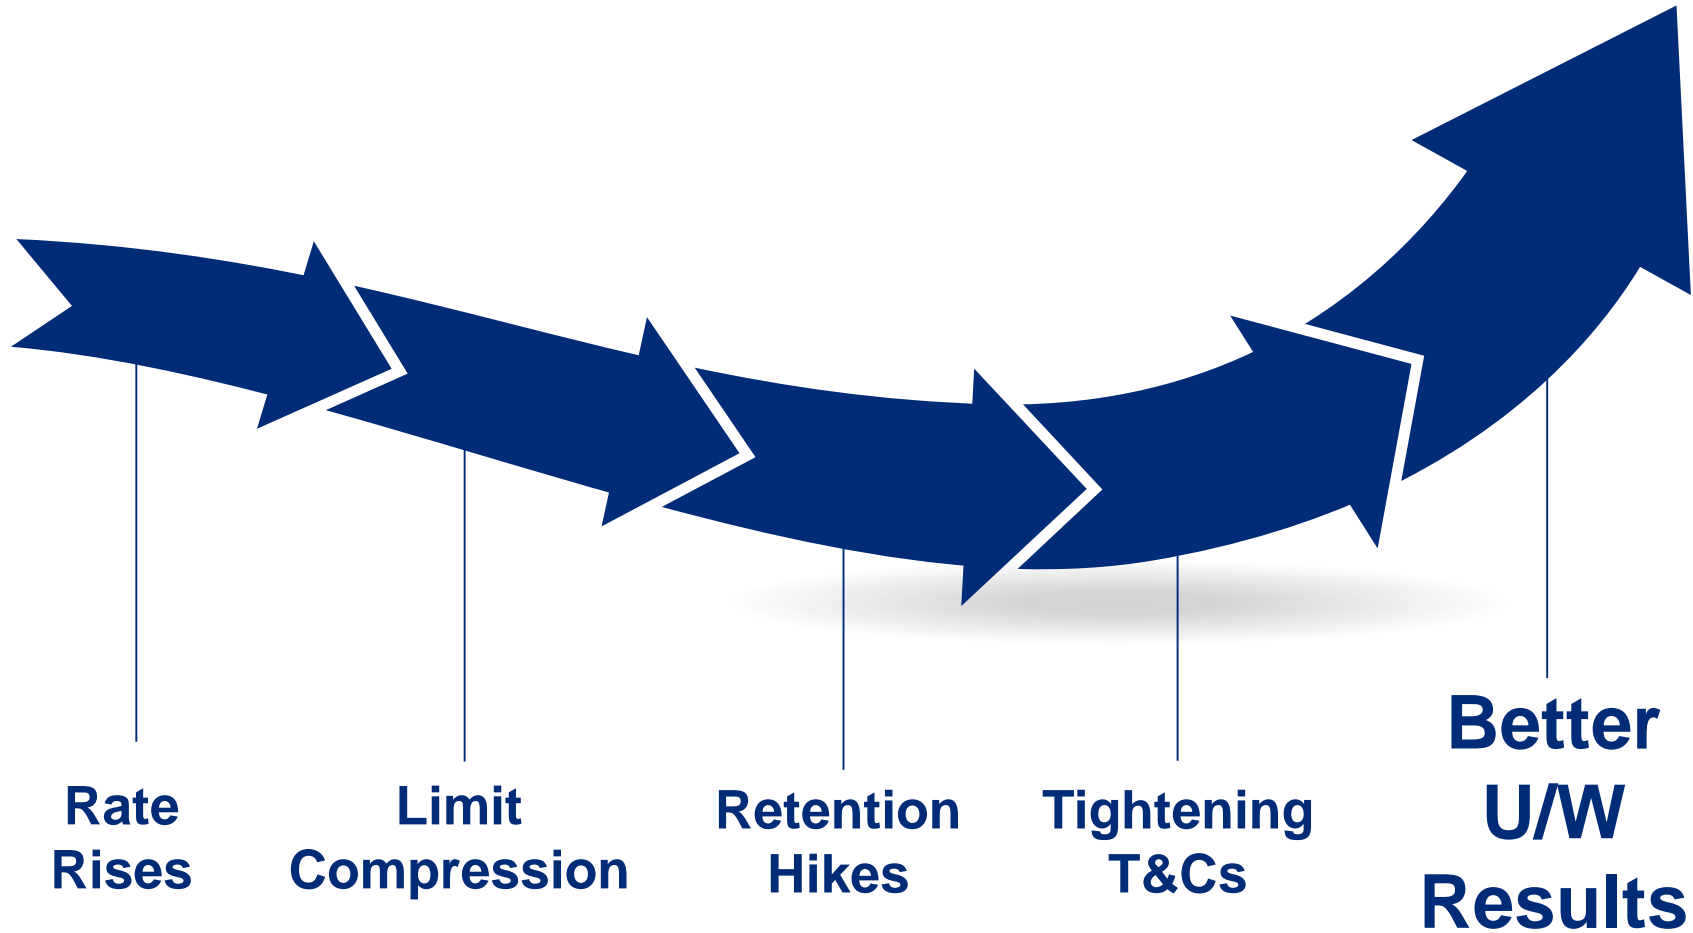 Rate
Rises
Limit
Compression
Retention
Hikes
Tightening
T&Cs
Better
U/W
Results